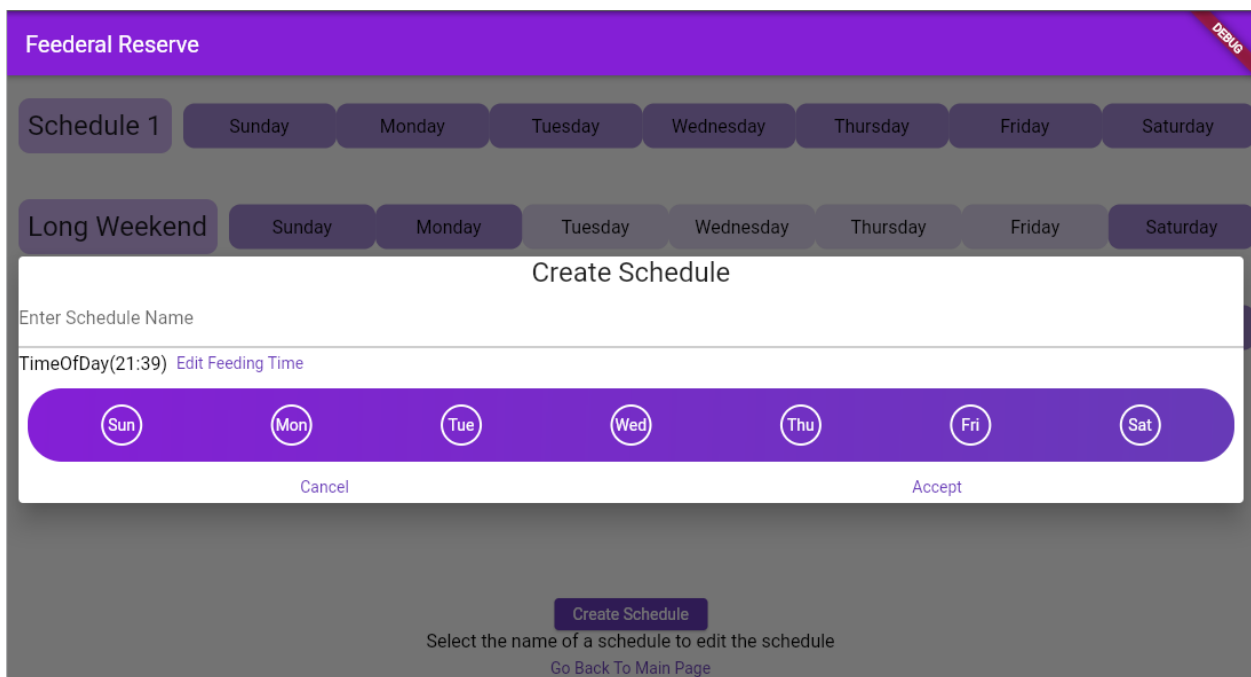 Feederal Reserve
DEBUG
Schedule 1 Sunday Monday Tuesday Wednesday Thursday Friday Saturday
Long Weekend Sunday Monday Tuesday Wednesday Thursday Friday Saturday
Create Schedule
Enter Schedule Name
TimeOfDay(21:39) Edit Feeding Time
Sun Mon Tue Wed Thu Fri Sat
Cancel Accept
Create Schedule
Select the name of a schedule to edit the schedule
Go Back To Main Page